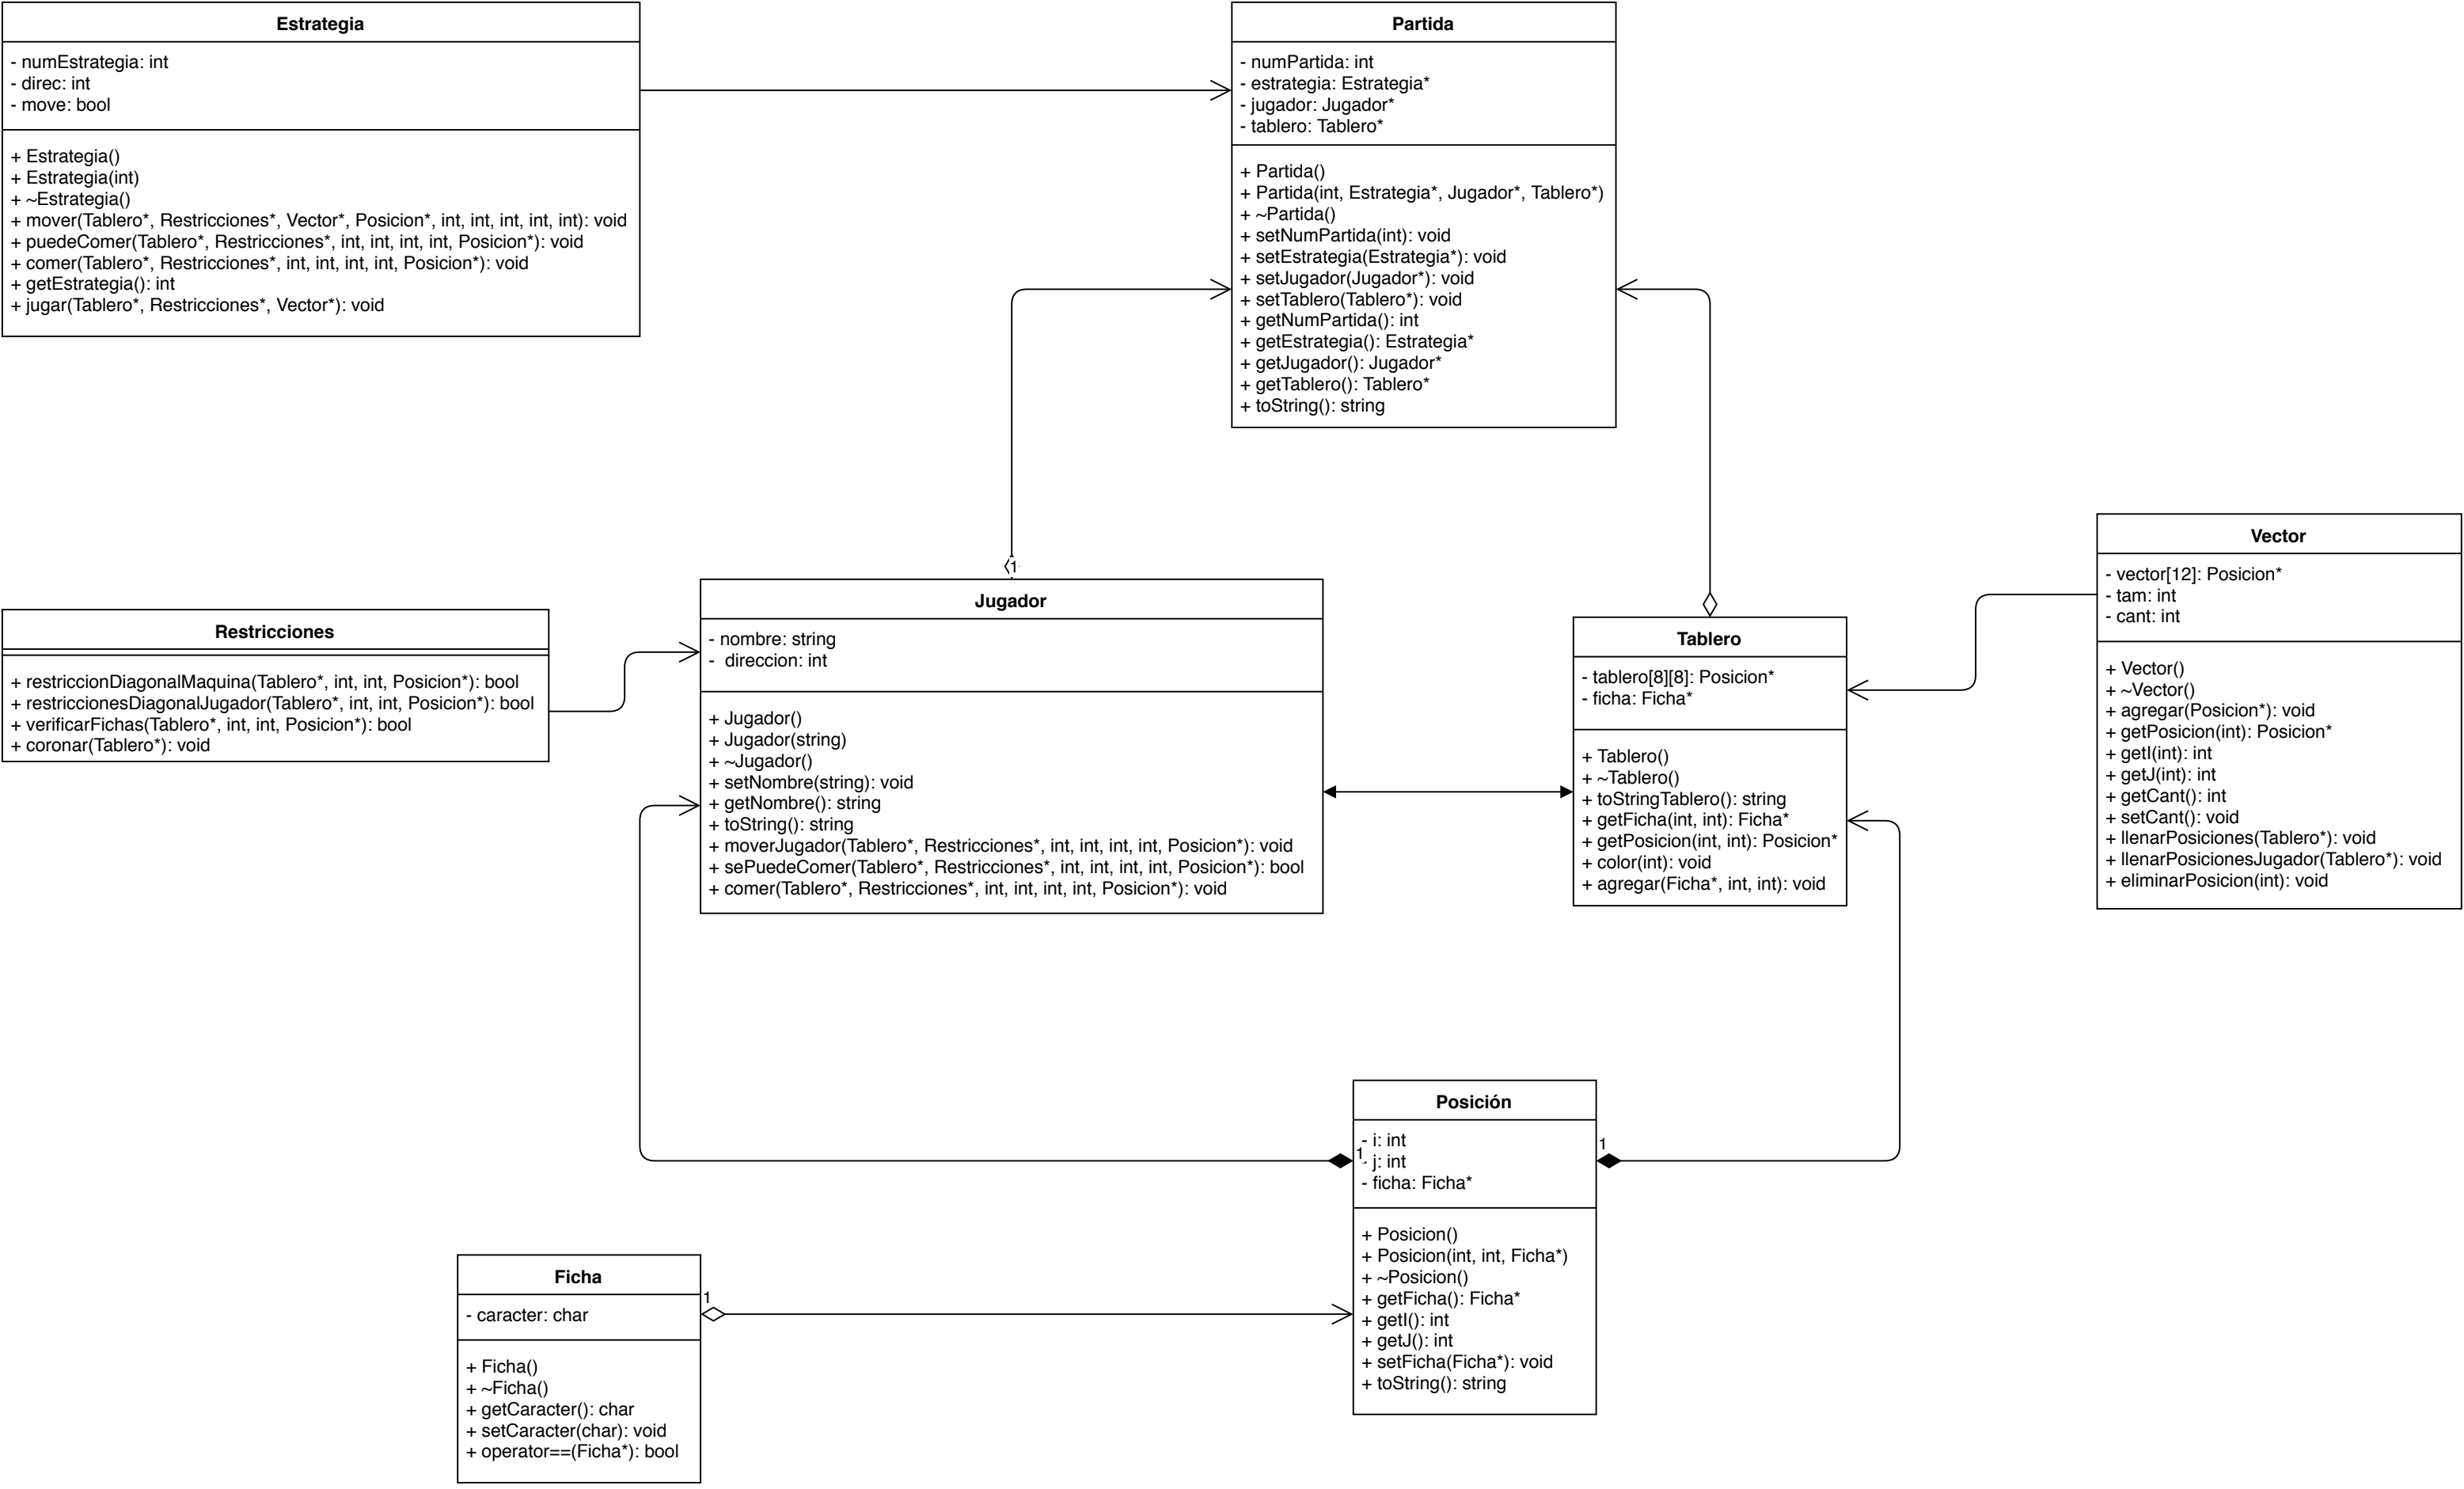 Estrategia
- numEstrategia: int
- direc: int
- move: bool
+ Estrategia()
+ Estrategia(int)
+ ~Estrategia()
+ mover(Tablero*, Restricciones*, Vector*, Posicion*, int, int, int, int, int): void
+ puedeComer(Tablero*, Restricciones*, int, int, int, int, Posicion*): void
+ comer(Tablero*, Restricciones*, int, int, int, int, Posicion*): void
+ getEstrategia(): int
+ jugar(Tablero*, Restricciones*, Vector*): void
Partida
- numPartida: int
- estrategia: Estrategia*
- jugador: Jugador*
- tablero: Tablero*
+ Partida()
+ Partida(int, Estrategia*, Jugador*, Tablero*)
+ ~Partida()
+ setNumPartida(int): void
+ setEstrategia(Estrategia*): void
+ setJugador(Jugador*): void
+ setTablero(Tablero*): void
+ getNumPartida(): int
+ getEstrategia(): Estrategia*
+ getJugador(): Jugador*
+ getTablero(): Tablero*
+ toString(): string
Restricciones
+ restriccionDiagonalMaquina(Tablero*, int, int, Posicion*): bool
+ restriccionesDiagonalJugador(Tablero*, int, int, Posicion*): bool
+ verificarFichas(Tablero*, int, int, Posicion*): bool
+ coronar(Tablero*): void
1
Jugador
- nombre: string
- direccion: int
+ Jugador()
+ Jugador(string)
+ ~Jugador()
+ setNombre(string): void
+ getNombre(): string
+ toString(): string
+ moverJugador(Tablero*, Restricciones*, int, int, int, int, Posicion*): void
+ sePuedeComer(Tablero*, Restricciones*, int, int, int, int, Posicion*): bool
+ comer(Tablero*, Restricciones*, int, int, int, int, Posicion*): void
Tablero
- tablero[8][8]: Posicion*
- ficha: Ficha*
+ Tablero()
+ ~Tablero()
+ toStringTablero(): string
+ getFicha(int, int): Ficha*
+ getPosicion(int, int): Posicion*
+ color(int): void
+ agregar(Ficha*, int, int): void
Vector
- vector[12]: Posicion*
- tam: int
- cant: int
+ Vector()
+ ~Vector()
+ agregar(Posicion*): void
+ getPosicion(int): Posicion*
+ getI(int): int
+ getJ(int): int
+ getCant(): int
+ setCant(): void
+ llenarPosiciones(Tablero*): void
+ llenarPosicionesJugador(Tablero*): void
+ eliminarPosicion(int): void
Posición
- i: int
1
- j: int
- ficha: Ficha*
1
+ Posicion()
+ Posicion(int, int, Ficha*)
+ ~Posicion()
+ getFicha(): Ficha*
+ getI(): int
+ getJ(): int
+ setFicha(Ficha*): void
+ toString(): string
Ficha
1
- caracter: char
+ Ficha()
+ ~Ficha()
+ getCaracter(): char
+ setCaracter(char): void
+ operator==(Ficha*): bool